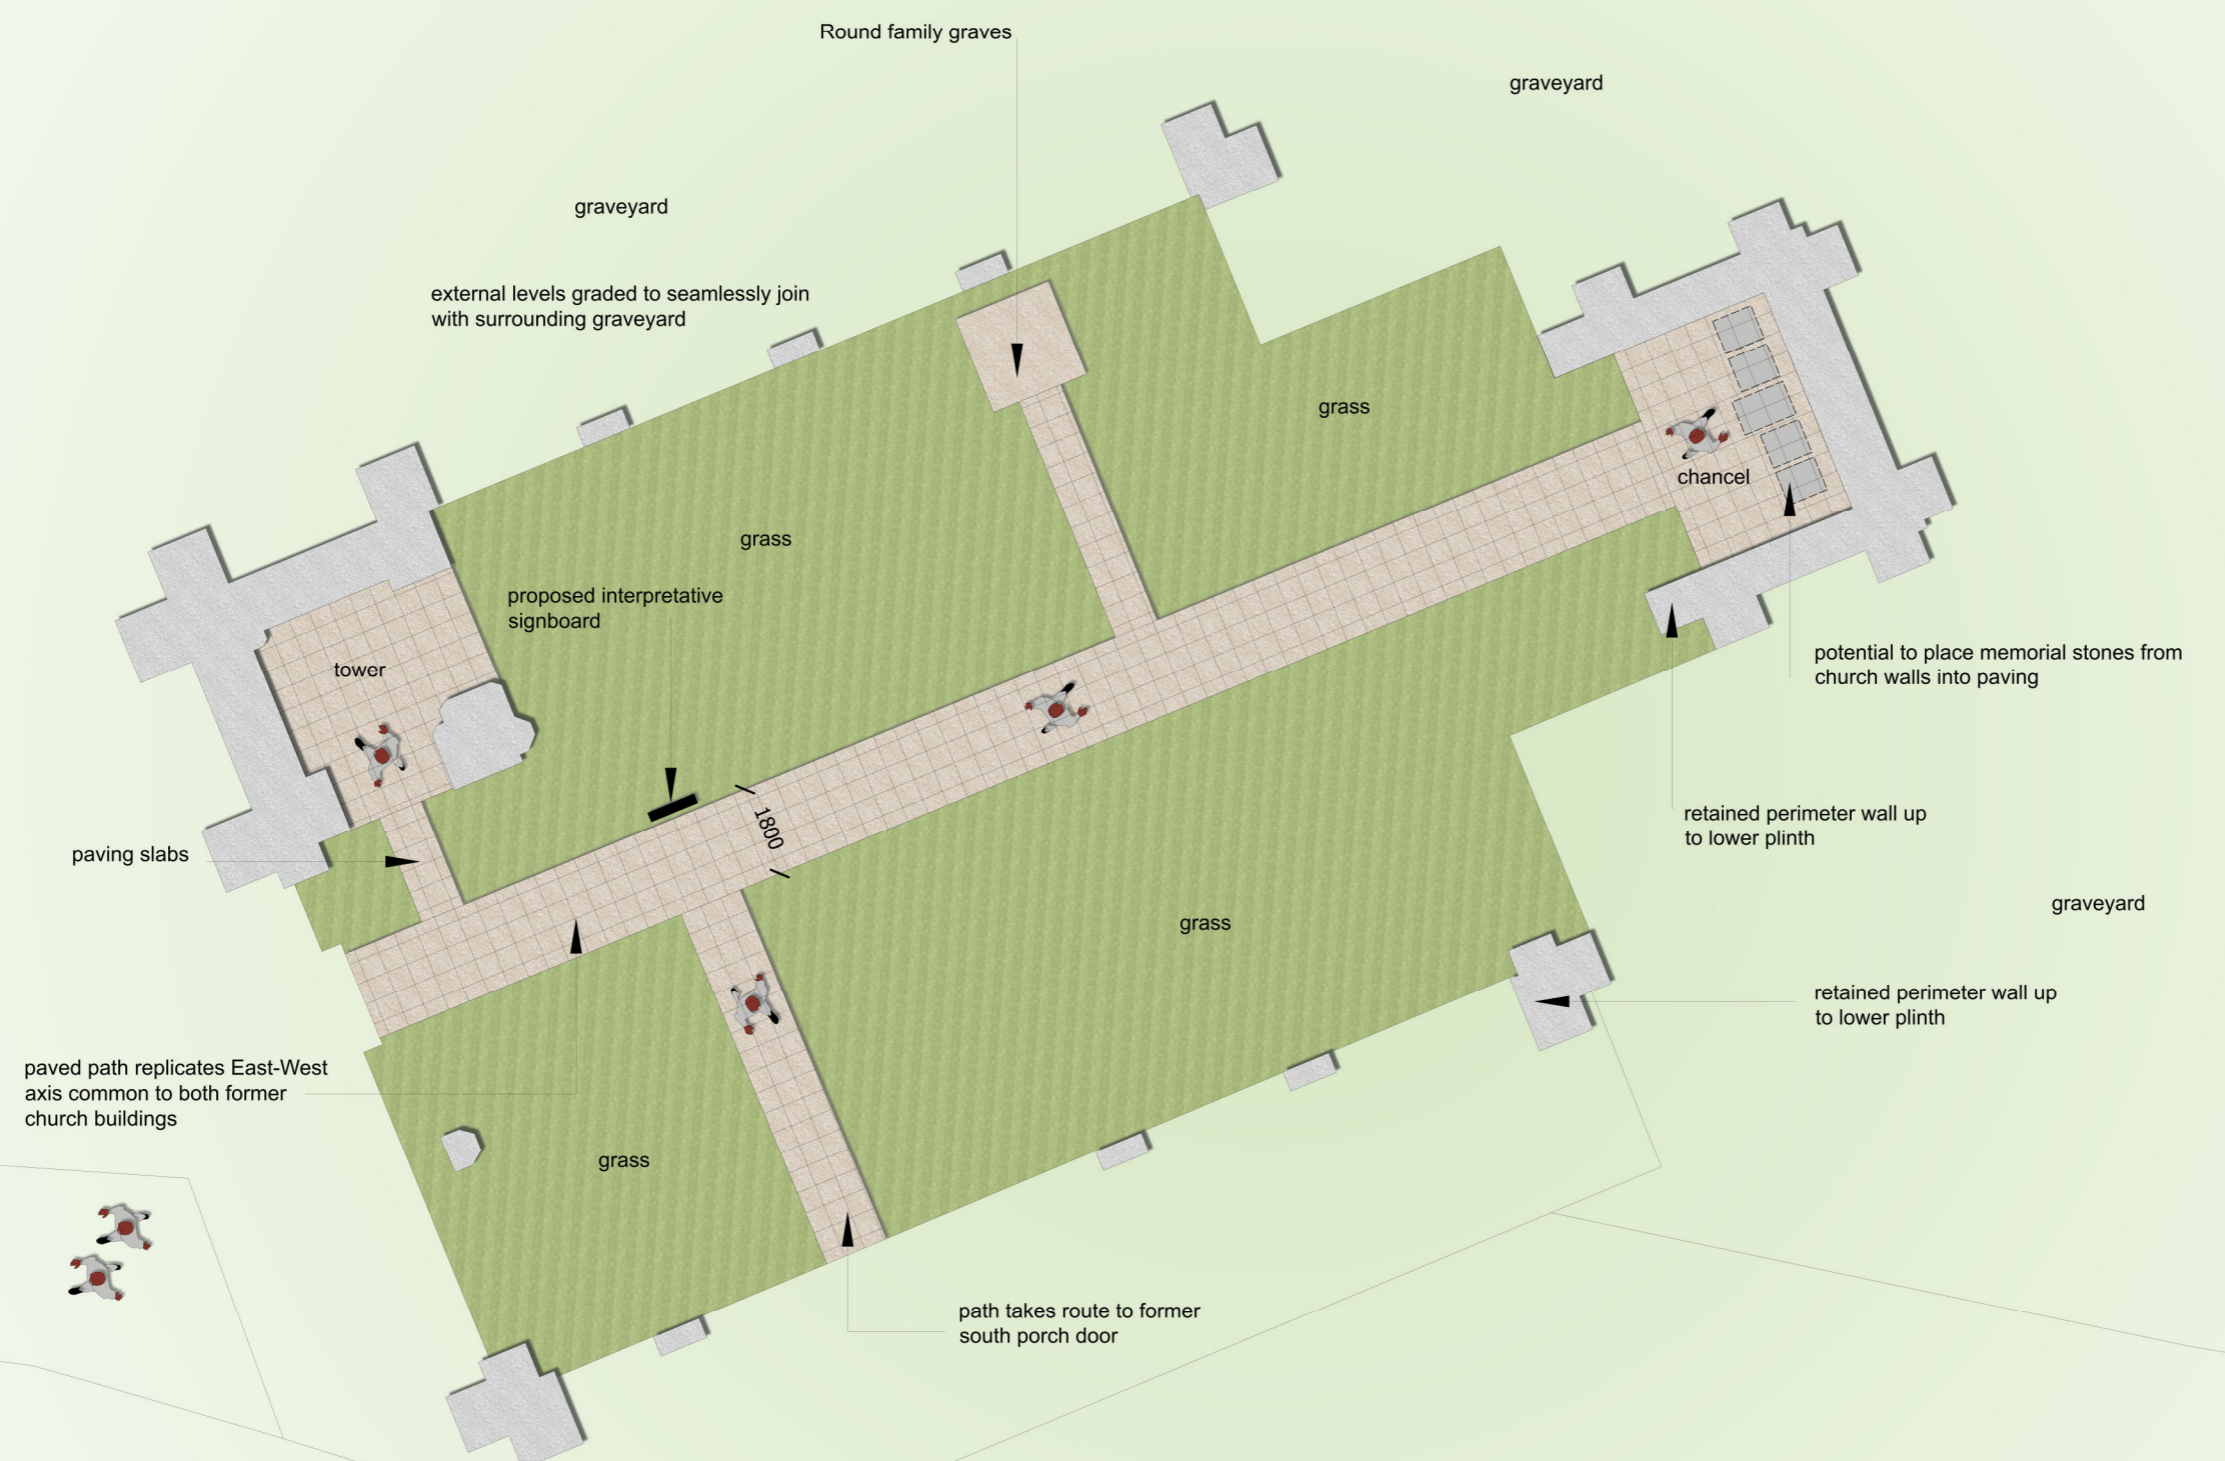 Round family graves
graveyard
graveyard
external levels graded to seamlessly join
with surrounding graveyard
grass
grass
chancel
proposed interpretative
signboard
tower
potential to place memorial stones from
church walls into paving
1800
retained perimeter wall up
to lower plinth
paving slabs
graveyard
grass
retained perimeter wall up
to lower plinth
paved path replicates East-West
axis common to both former
church buildings
grass
path takes route to former
south porch door